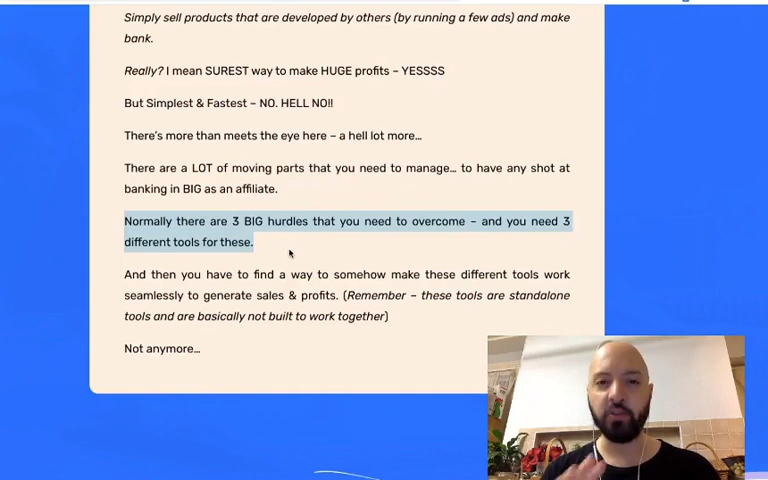 Simply sell products that are developed by others (by running a few ads) and make
bank.
Really? I mean SUREST way to make HUGE profits – YESSSS
But Simplest & Fastest – NO. HELL NO!!
There's more than meets the eye here – a hell lot more...
There are a LOT of moving parts that you need to manage... to have any shot at
banking in BIG as an affiliate.
Normally there are 3 BIG hurdles that you need to overcome – and you need 3
different tools for these.
And then you have to find a way to somehow make these different tools work
seamlessly to generate sales & profits. (Remember – these tools are standalone
tools and are basically not built to work together)
Not anymore...